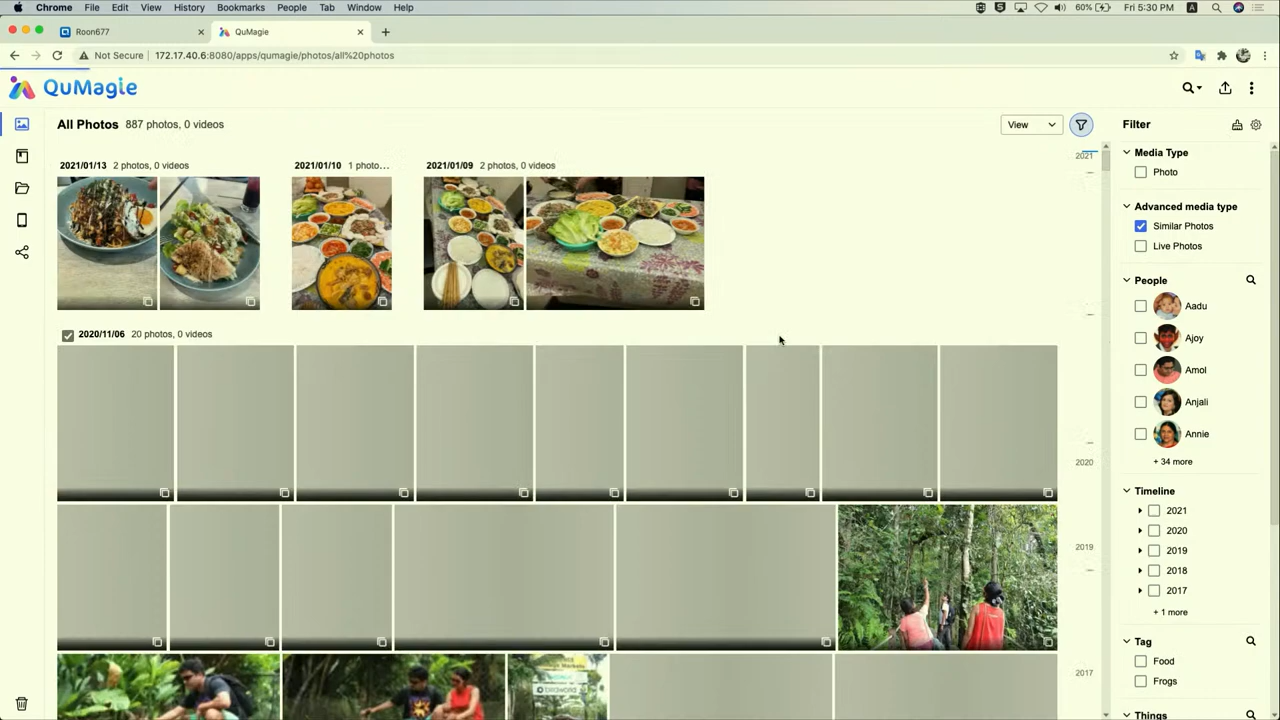 Chrome File Edit View History Bookmarks People Tab Window Help
60% Fri 5:30 PM
Roon677
QuMagie
Not Secure 172.17.40.6:8080/apps/qumagie/photos/all%20photos
QuMagie
All Photos 887 photos, 0 videos
View
Filter
2021/01/13 2 photos, 0 videos
2021/01/10 1 photo...
2021/01/09 2 photos, 0 videos
2021
Media Type
Photo
Advanced media type
Similar Photos
Live Photos
People
Aadu
Ajoy
Amol
Anjali
Annie
+ 34 more
2020/11/06 20 photos, 0 videos
2020
2019
2017
Timeline
2021
2020
2019
2018
2017
+ 1 more
Tag
Food
Frogs
Things